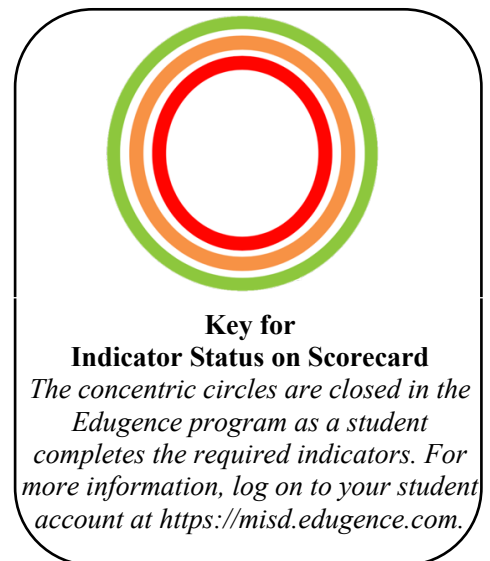 Key for
Indicator Status on Scorecard
The concentric circles are closed in the
Edugence program as a student
completes the required indicators. For
more information, log on to your student
account at https://misd.edugence.com.